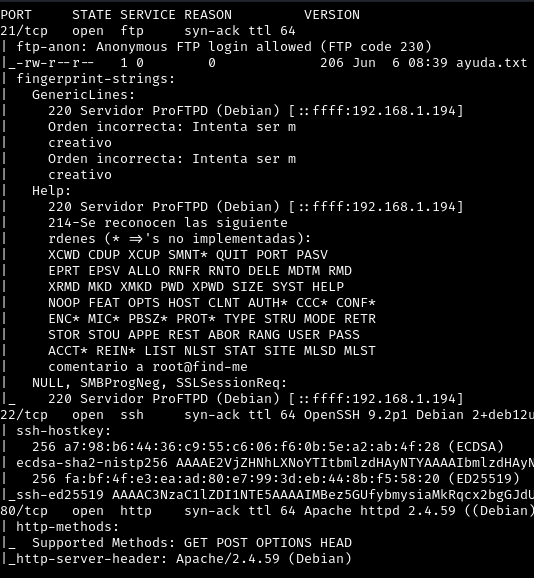 PORT     STATE SERVICE REASON         VERSION
21/tcp   open  ftp     syn-ack ttl 64
| ftp-anon: Anonymous FTP login allowed (FTP code 230)
|_-rw-r--r--   1 0        0             206 Jun  6 08:39 ayuda.txt
| fingerprint-strings:
|   GenericLines:
|     220 Servidor ProFTPD (Debian) [::ffff:192.168.1.194]
|     Orden incorrecta: Intenta ser m
|     creativo
|     Orden incorrecta: Intenta ser m
|     creativo
|   Help:
|     220 Servidor ProFTPD (Debian) [::ffff:192.168.1.194]
|     214-Se reconocen las siguiente
|     rdenes (* =>'s no implementadas):
|     XCWD CDUP XCUP SMNT* QUIT PORT PASV
|     EPRT EPSV ALLO RNFR RNTO DELE MDTM RMD
|     XRMD MKD XMKD PWD XPWD SIZE SYST HELP
|     NOOP FEAT OPTS HOST CLNT AUTH* CCC* CONF*
|     ENC* MIC* PBSZ* PROT* TYPE STRU MODE RETR
|     STOR STOU APPE REST ABOR RANG USER PASS
|     ACCT* REIN* LIST NLST STAT SITE MLSD MLST
|     comentario a root@find-me
|   NULL, SMBProgNeg, SSLSessionReq:
|_    220 Servidor ProFTPD (Debian) [::ffff:192.168.1.194]
22/tcp   open  ssh     syn-ack ttl 64 OpenSSH 9.2p1 Debian 2+deb12u
| ssh-hostkey:
|   256 a7:98:b6:44:36:c9:55:c6:06:f6:0b:5e:a2:ab:4f:28 (ECDSA)
| ecdsa-sha2-nistp256 AAAAE2VjZHNhLXNoYTItbmlzdHAyNTYAAAAIbmlzdHAyN
|   256 fa:bf:4f:e3:ea:ad:80:e7:99:3d:eb:44:8b:f5:58:20 (ED25519)
|_ssh-ed25519 AAAAC3NzaC1lZDI1NTE5AAAAIMBez5GUfybmysiaMkRqcx2bgGJdU
80/tcp   open  http    syn-ack ttl 64 Apache httpd 2.4.59 ((Debian)
| http-methods:
|_  Supported Methods: GET POST OPTIONS HEAD
|_http-server-header: Apache/2.4.59 (Debian)